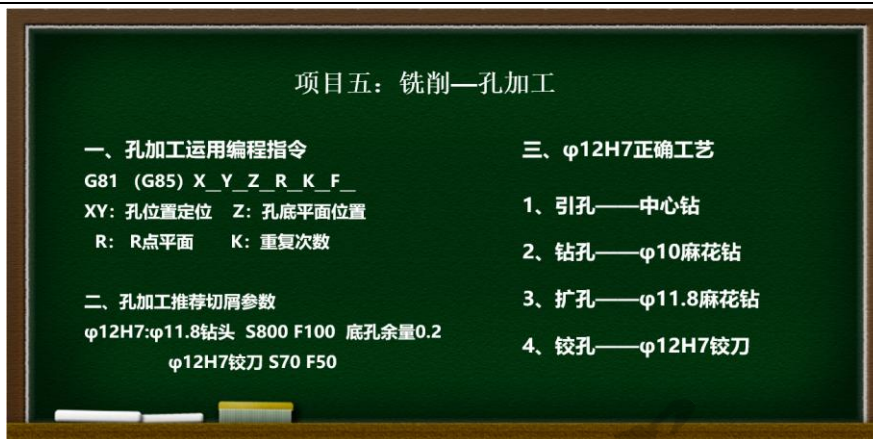 项目五：铣削—孔加工
一、孔加工运用编程指令
G81 （G85）X__Y__Z__R__K__F__
XY：孔位置定位 Z：孔底平面位置
R：R点平面 K：重复次数
二、孔加工推荐切屑参数
φ12H7:φ11.8钻头 S800 F100 底孔余量0.2
φ12H7铰刀 S70 F50
三、φ12H7正确工艺
1、引孔——中心钻
2、钻孔——φ10麻花钻
3、扩孔——φ11.8麻花钻
4、铰孔——φ12H7铰刀